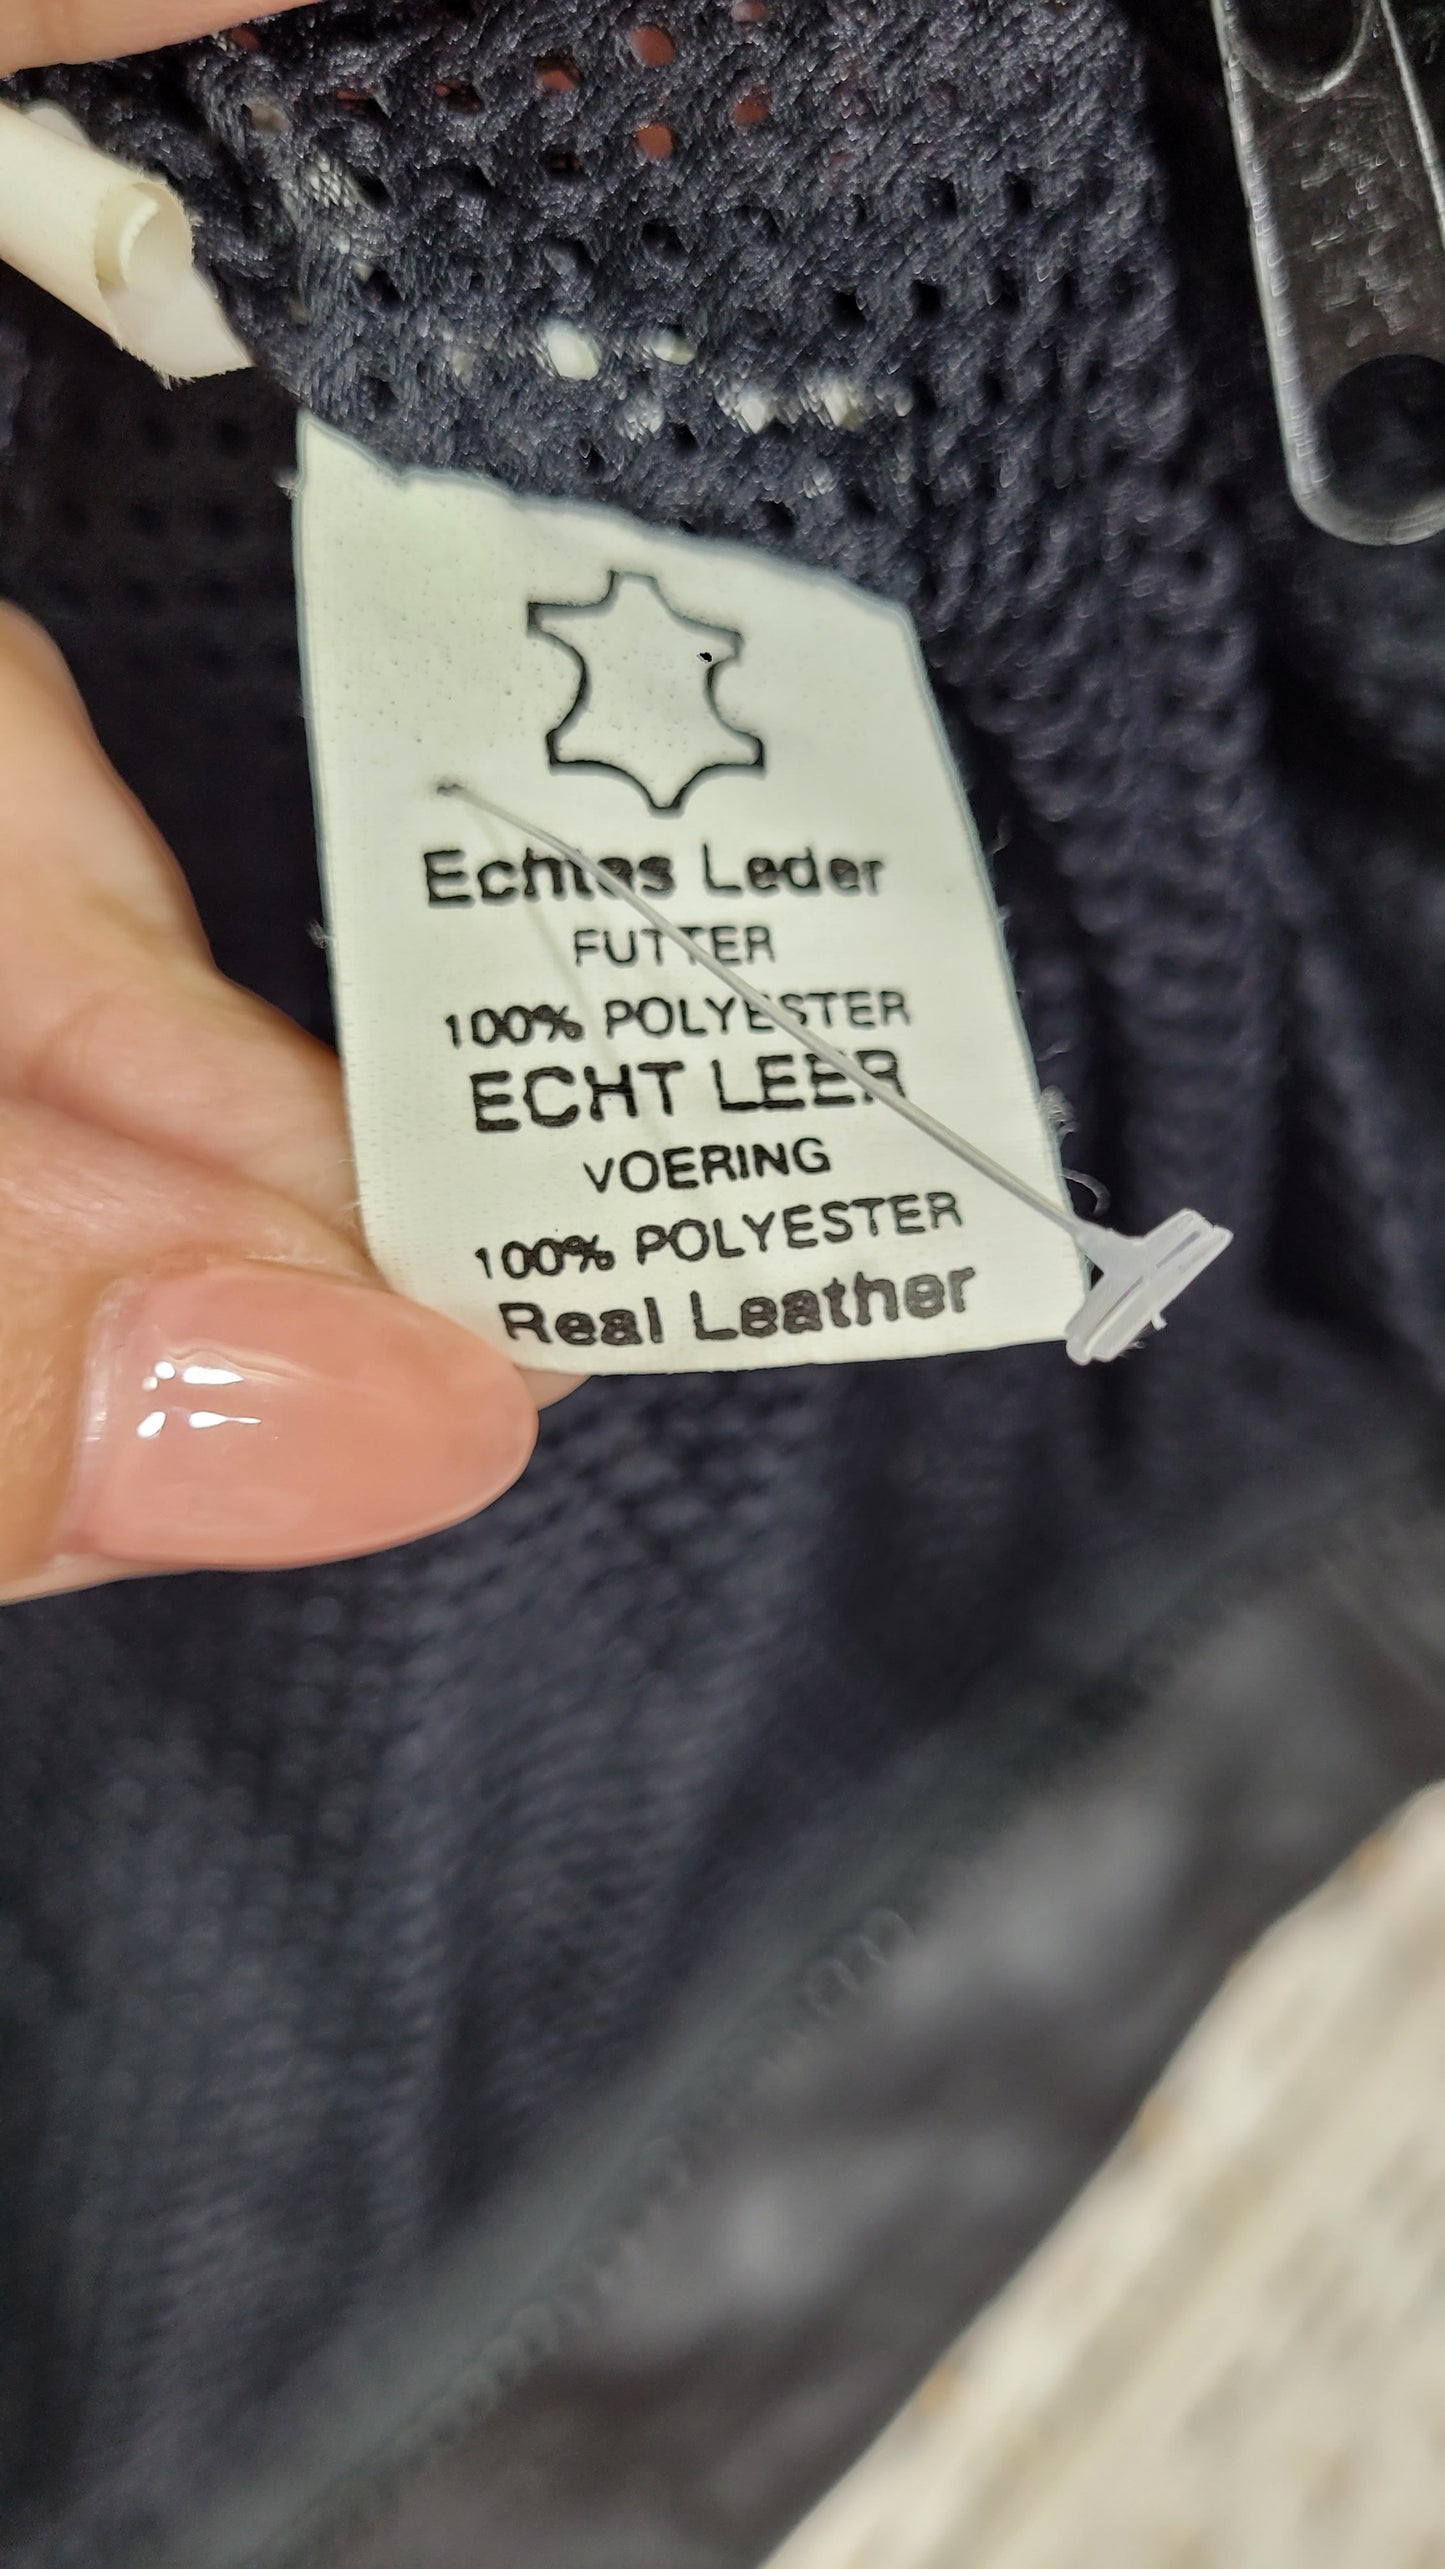 Echtes Leder
FUTTER
100% POLYESTER
ECHT LEER
VOERING
100% POLYESTER
Real Leather